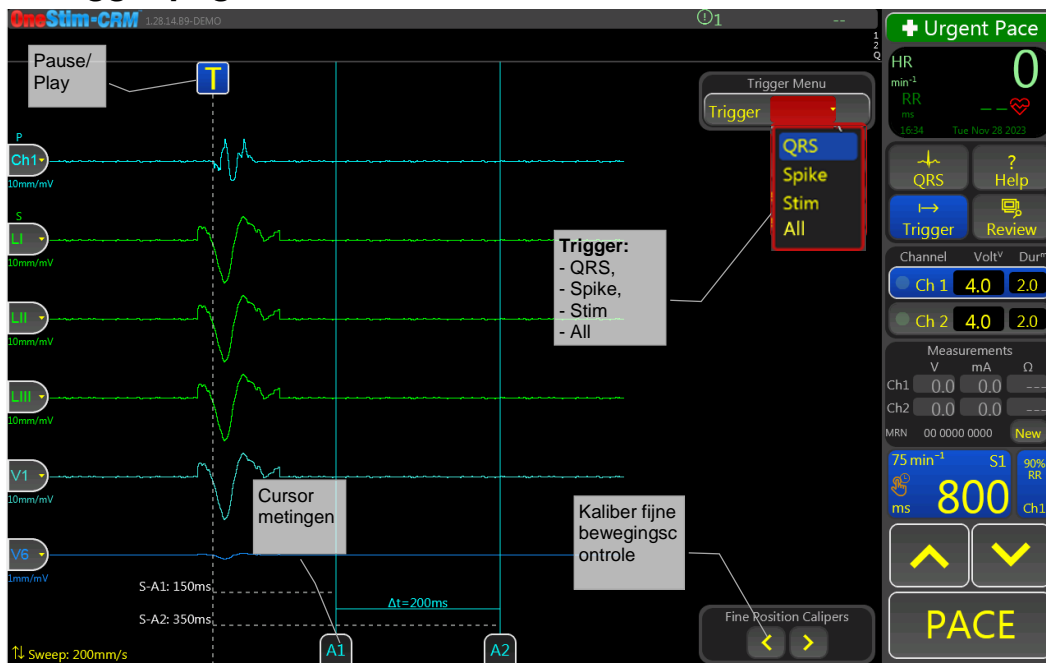 OneStim-CRM 1.28.14.B9-DEMO
1
--
1
2
Q
Pause/
Play
T
Trigger Menu
Trigger
QRS
Spike
Stim
All
Trigger:
- QRS,
- Spike,
- Stim
- All
P
Ch1
10mm/mV
S
LI
10mm/mV
LII
10mm/mV
LIII
10mm/mV
V1
10mm/mV
V6
1mm/mV
Cursor
metingen
Kaliber fijne
bewegingsc
ontrole
S-A1: 150ms
Δt=200ms
S-A2: 350ms
A1
A2
Sweep: 200mm/s
Fine Position Calipers
< >
Urgent Pace
HR
min-1
0
RR
ms
--
16:34 Tue Nov 28 2023
QRS
? Help
Trigger
Review
Channel Volt V Dur m
Ch 1 4.0 2.0
Ch 2 4.0 2.0
Measurements
V mA Ω
Ch1 0.0 0.0 ---
Ch2 0.0 0.0 ---
MRN 00 0000 0000 New
75 min⁻¹ S1
ms 800
90%
RR
Ch1
PACE